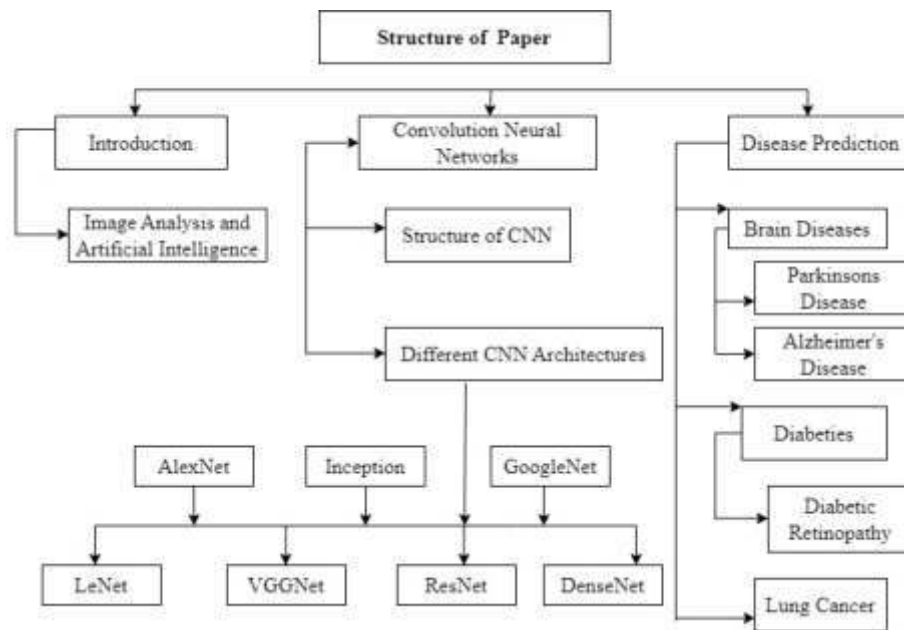 Structure of Paper
Introduction
Image Analysis and
Artificial Intelligence
Convolution Neural
Networks
Structure of CNN
Different CNN Architectures
AlexNet
Inception
GoogleNet
LeNet
VGGNet
ResNet
DenseNet
Disease Prediction
Brain Diseases
Parkinsons
Disease
Alzheimer's
Disease
Diabeties
Diabetic
Retinopathy
Lung Cancer